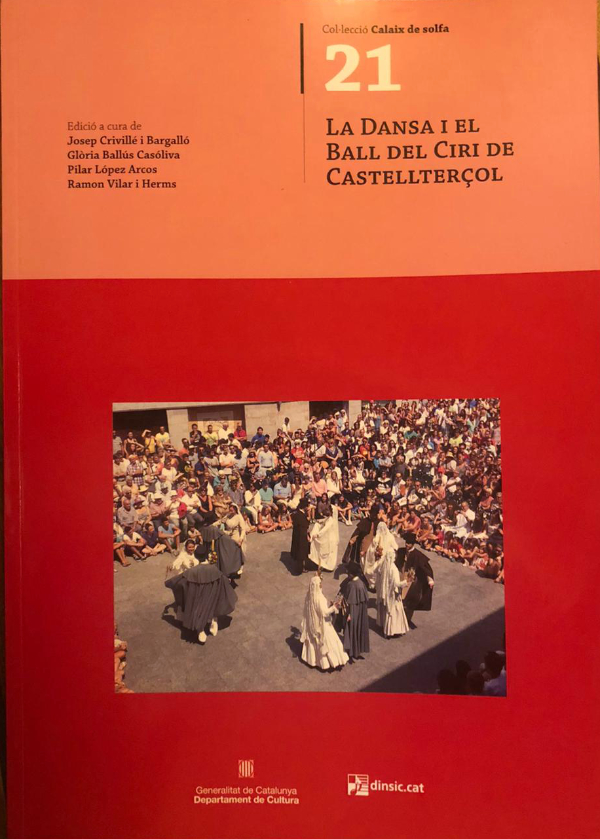 Col·lecció Calaix de solfa
21
La Dansa i el
Ball del Ciri de
Castellterçol
Edició a cura de
Josep Crivillé i Bargalló
Glòria Ballús Casóliva
Pilar López Arcos
Ramon Vilar i Herms
Generalitat de Catalunya
Departament de Cultura
dinsic.cat